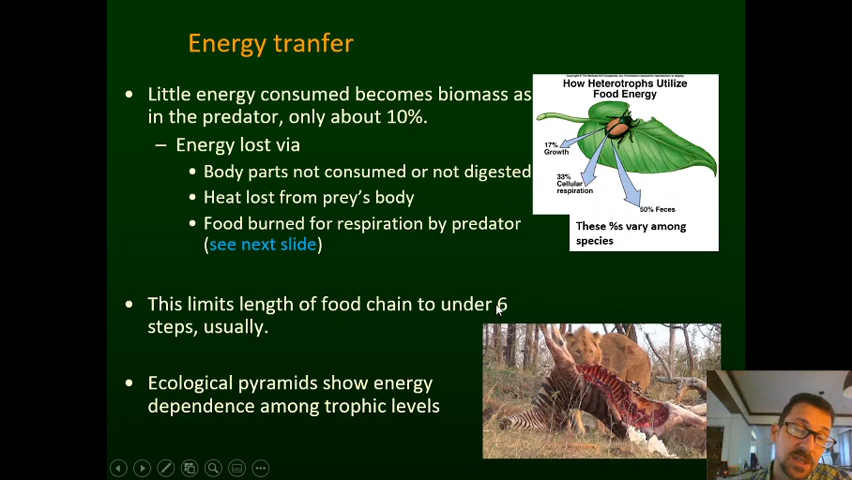 Energy tranfer
• Little energy consumed becomes biomass as
in the predator, only about 10%.
– Energy lost via
• Body parts not consumed or not digested
• Heat lost from prey's body
• Food burned for respiration by predator
(see next slide)
• This limits length of food chain to under 6
steps, usually.
• Ecological pyramids show energy
dependence among trophic levels
How Heterotrophs Utilize
Food Energy
17%
Growth
33%
Cellular
respiration
50% Feces
These %s vary among
species